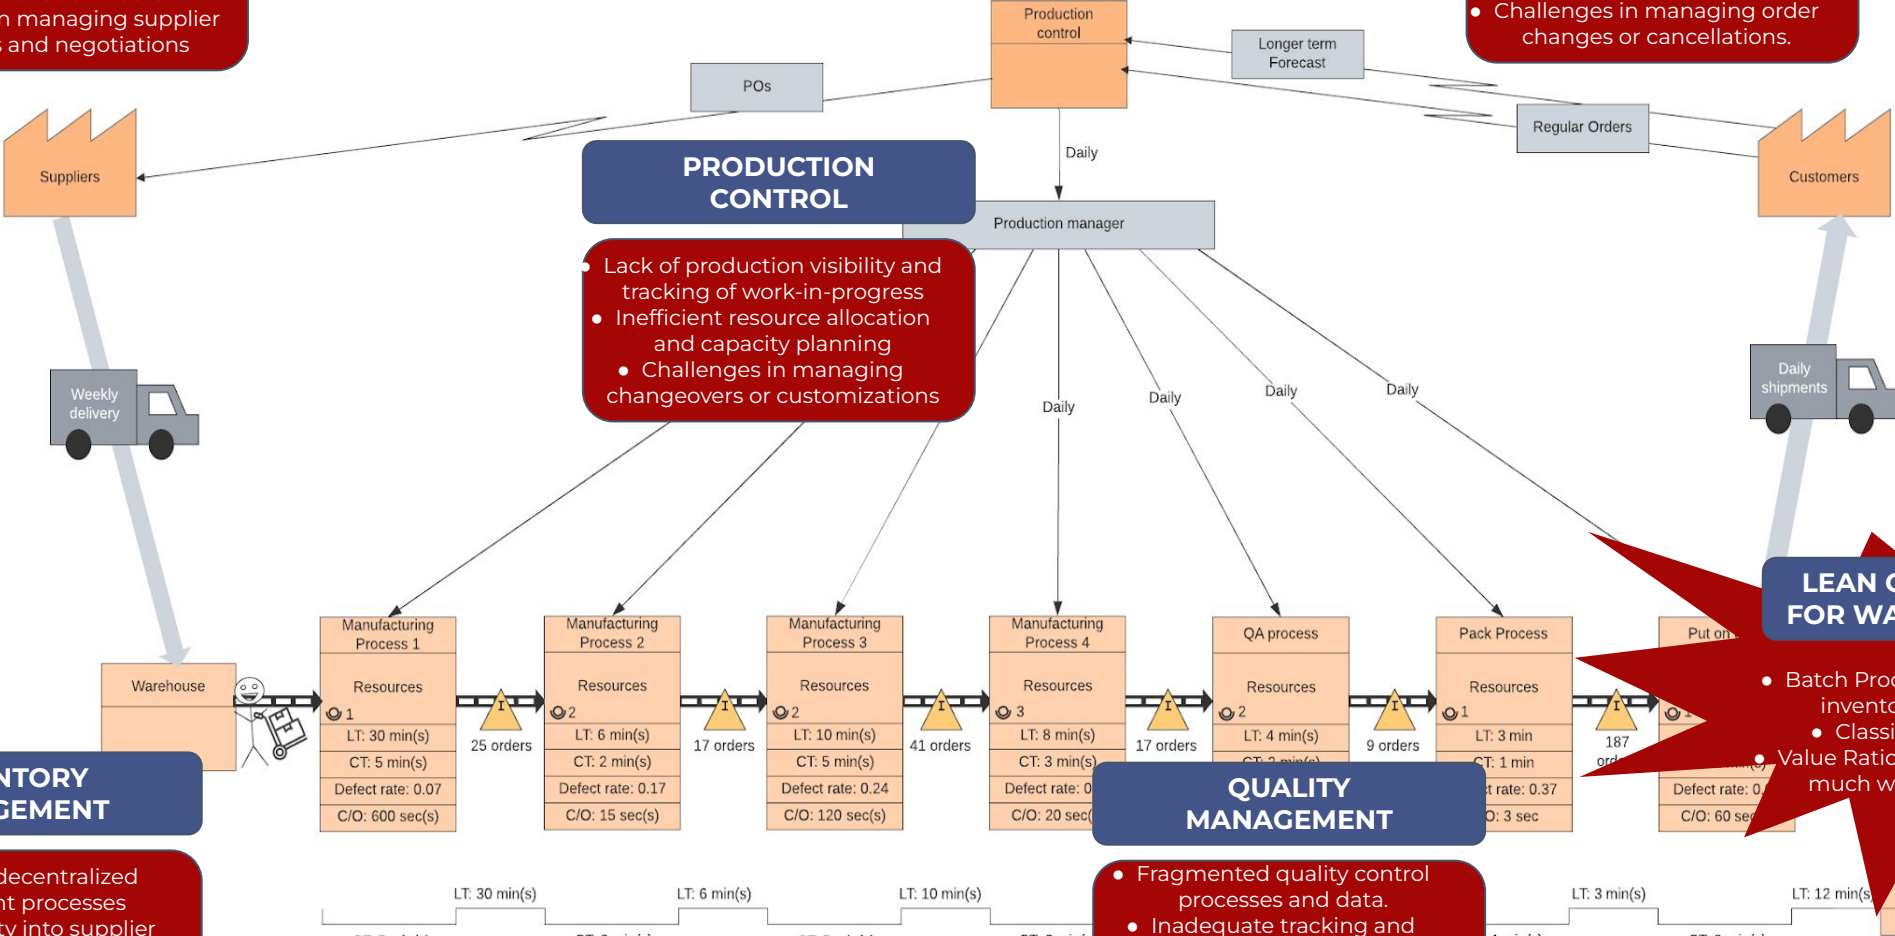 n managing supplier
s and negotiations
Production
control
Longer term
Forecast
● Challenges in managing order
changes or cancellations.
POs
Regular Orders
Suppliers
Customers
Daily
PRODUCTION
CONTROL
Production manager
● Lack of production visibility and
tracking of work-in-progress
● Inefficient resource allocation
and capacity planning
● Challenges in managing
changeovers or customizations
Weekly
delivery
Daily
shipments
Daily
Daily
Daily
Daily
LEAN
FOR
● Batch
● 
● Value
much
Warehouse
Manufacturing
Process 1
Resources
1
LT: 30 min(s)
CT: 5 min(s)
Defect rate: 0.07
C/O: 600 sec(s)
I
25 orders
Manufacturing
Process 2
Resources
2
LT: 6 min(s)
CT: 2 min(s)
Defect rate: 0.17
C/O: 15 sec(s)
I
17 orders
Manufacturing
Process 3
Resources
2
LT: 10 min(s)
CT: 5 min(s)
Defect rate: 0.24
C/O: 120 sec(s)
I
41 orders
Manufacturing
Process 4
Resources
3
LT: 8 min(s)
CT: 3 min(s)
Defect rate: 0
C/O: 20 sec(
I
17 orders
QA process
Resources
2
LT: 4 min(s)
I
9 orders
Pack Process
Resources
1
LT: 3 min
CT: 1 min
ct rate: 0.37
O: 3 sec
I
187
Put on
Defect rate: 0.
C/O: 60 sec
NTORY
GEMENT
decentralized
nt processes
ty into supplier
QUALITY
MANAGEMENT
● Fragmented quality control
processes and data.
● Inadequate tracking and
LT: 30 min(s)
LT: 6 min(s)
LT: 10 min(s)
LT: 3 min(s)
LT: 12 min(s)